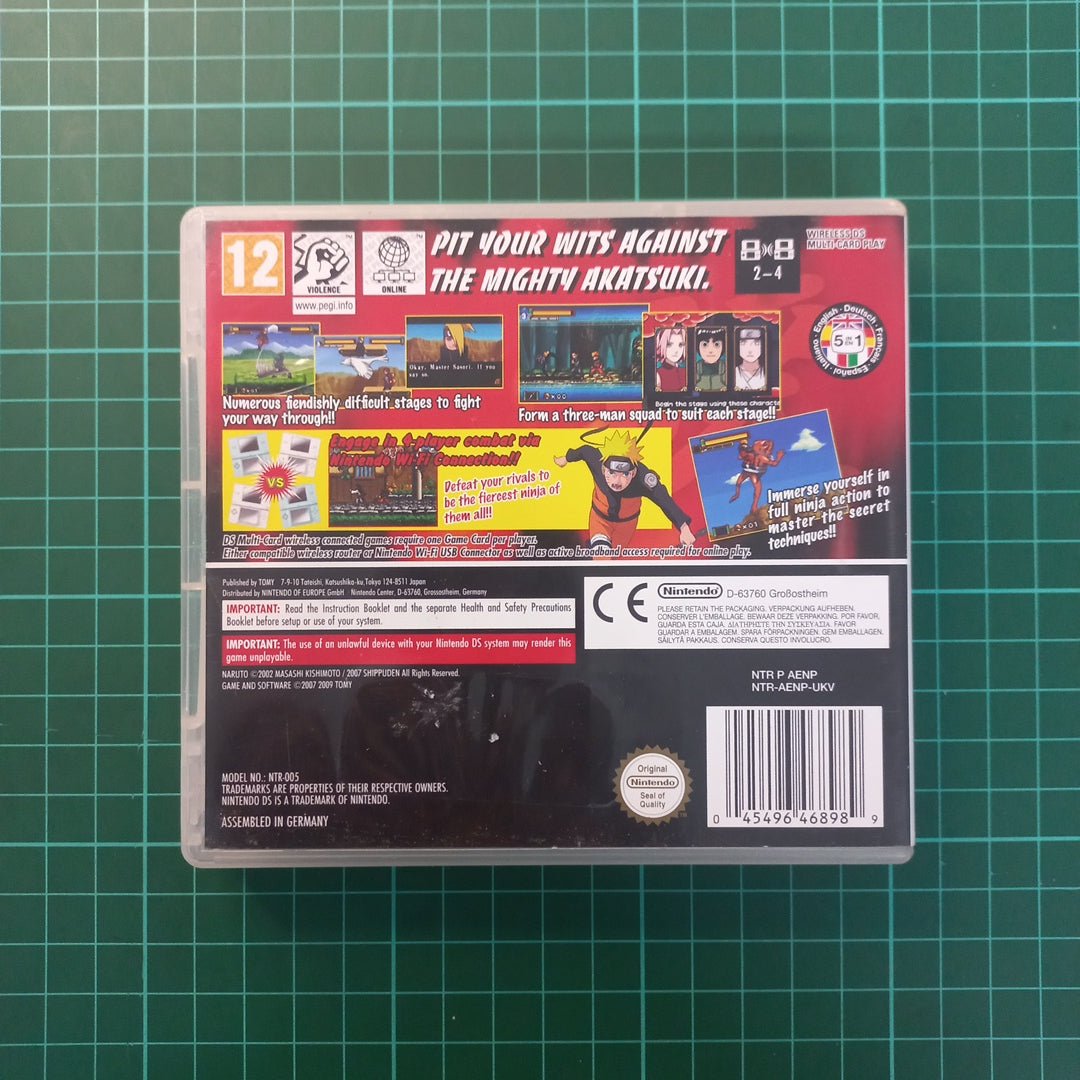 12
VIOLENCE
www.pegi.info
ONLINE
PIT YOUR WITS AGAINST
THE MIGHTY AKATSUKI.
2–4
WIRELESS DS
MULTI-CARD PLAY
English · Deutsch · Français · Español · Italiano
5 IN EN 1
Okay, Master Sasori. If you
say so.
Numerous fiendishly difficult stages to fight
your way through!!
Begin the stage using these characte
Form a three-man squad to suit each stage!!
VS
Engage in 4-player combat via
Nintendo Wi-Fi Connection!!
Defeat your rivals to
be the fiercest ninja of
them all!!
Immerse yourself in
full ninja action to
master the secret
techniques!!
DS Multi-Card wireless connected games require one Game Card per player.
Either compatible wireless router or Nintendo Wi-Fi USB Connector as well as active broadband access required for online play.
Published by TOMY 7-9-10 Tateishi, Katsushika-ku, Tokyo 124-8511 Japan
Distributed by NINTENDO OF EUROPE GmbH · Nintendo Center, D-63760, Grossostheim, Germany
IMPORTANT: Read the Instruction Booklet and the separate Health and Safety Precautions
Booklet before setup or use of your system.
IMPORTANT: The use of an unlawful device with your Nintendo DS system may render this
game unplayable.
NARUTO ©2002 MASASHI KISHIMOTO / 2007 SHIPPUDEN All Rights Reserved.
GAME AND SOFTWARE ©2007 2009 TOMY
CE
Nintendo D-63760 Großostheim
PLEASE RETAIN THE PACKAGING. VERPACKUNG AUFHEBEN.
CONSERVER L'EMBALLAGE. BEWAAR DEZE VERPAKKING. POR FAVOR,
GUARDA ESTA CAJA. ΔΙΑΤΗΡΗΣΤΕ ΤΗΝ ΣΥΣΚΕΥΑΣΙΑ. FAVOR
GUARDAR A EMBALAGEM. SPARA FÖRPACKNINGEN. GEM EMBALLAGEN.
SÄILYTÄ PAKKAUS. CONSERVA QUESTO INVOLUCRO.
NTR P AENP
NTR-AENP-UKV
MODEL NO.: NTR-005
TRADEMARKS ARE PROPERTIES OF THEIR RESPECTIVE OWNERS.
NINTENDO DS IS A TRADEMARK OF NINTENDO.
ASSEMBLED IN GERMANY
Original
Nintendo
Seal of
Quality
TM
0 45496 46898 9